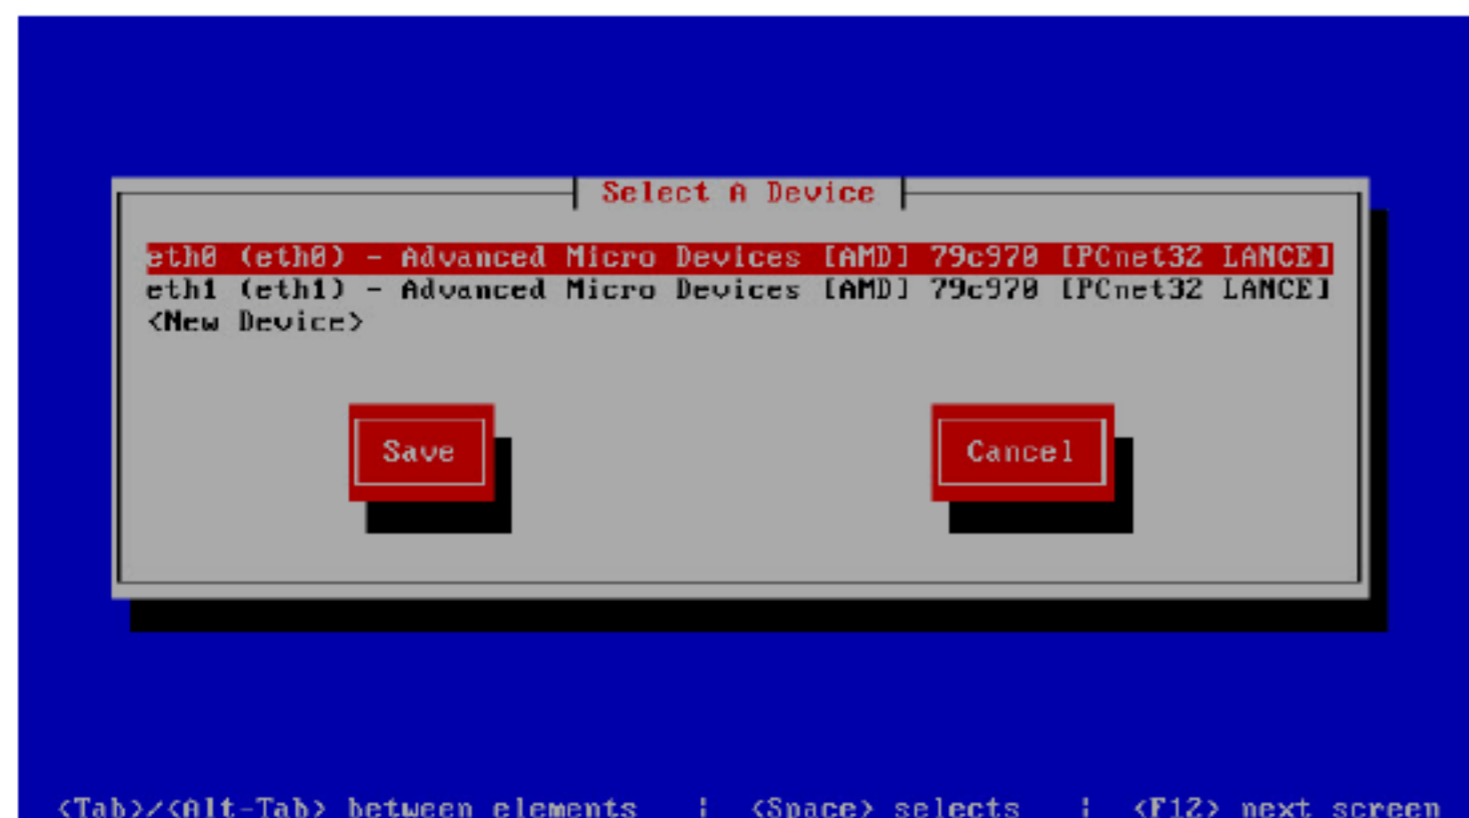 Select A Device
eth0 (eth0) - Advanced Micro Devices [AMD] 79c970 [PCnet32 LANCE]
eth1 (eth1) - Advanced Micro Devices [AMD] 79c970 [PCnet32 LANCE]
<New Device>
Save Cancel
<Tab>/<Alt-Tab> between elements | <Space> selects | <F12> next screen